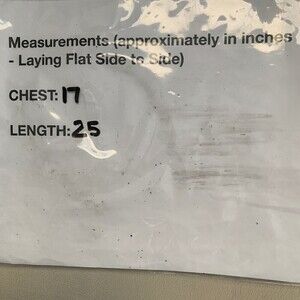 Measurements (approximately in inches
- Laying Flat Side to Side)
CHEST: 17
LENGTH: 25